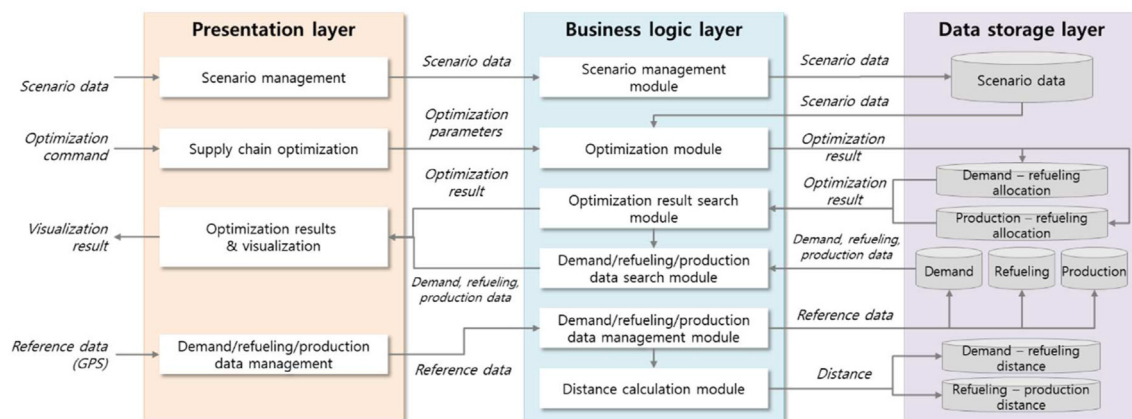 Presentation layer
Business logic layer
Data storage layer
Scenario data
Scenario management
Scenario data
Scenario management
module
Scenario data
Scenario data
Scenario data
Optimization
command
Supply chain optimization
Optimization
parameters
Optimization module
Optimization
result
Demand – refueling
allocation
Production – refueling
allocation
Optimization
result
Optimization result search
module
Optimization
result
Visualization
result
Optimization results
& visualization
Demand, refueling,
production data
Demand/refueling/production
data search module
Demand, refueling,
production data
Demand
Refueling
Production
Reference data
(GPS)
Demand/refueling/production
data management
Reference data
Demand/refueling/production
data management module
Reference data
Distance calculation module
Distance
Demand – refueling
distance
Refueling – production
distance